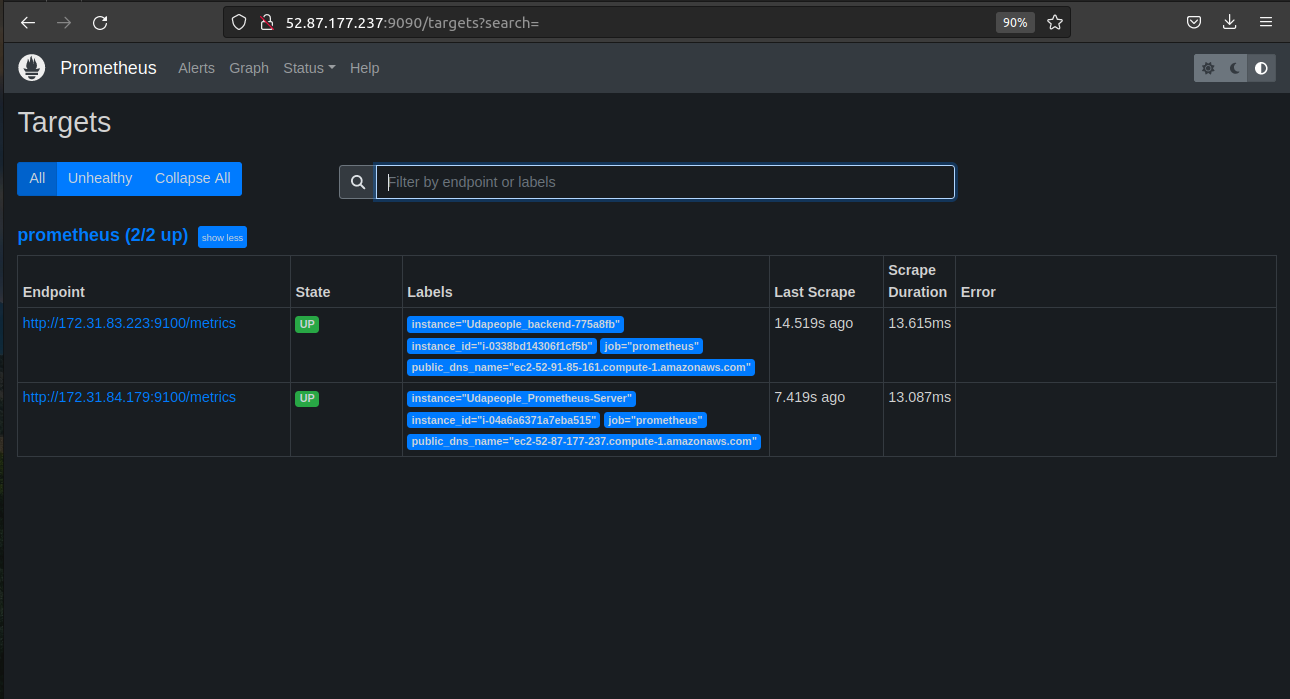 52.87.177.237:9090/targets?search=
90%
Prometheus Alerts Graph Status Help
Targets
All Unhealthy Collapse All
Filter by endpoint or labels
prometheus (2/2 up) show less
Endpoint State Labels Last Scrape Scrape Duration Error
http://172.31.83.223:9100/metrics UP instance="Udapeople_backend-775a8fb" 14.519s ago 13.615ms
instance_id="i-0338bd14306f1cf5b" job="prometheus"
public_dns_name="ec2-52-91-85-161.compute-1.amazonaws.com"
http://172.31.84.179:9100/metrics UP instance="Udapeople_Prometheus-Server" 7.419s ago 13.087ms
instance_id="i-04a6a6371a7eba515" job="prometheus"
public_dns_name="ec2-52-87-177-237.compute-1.amazonaws.com"